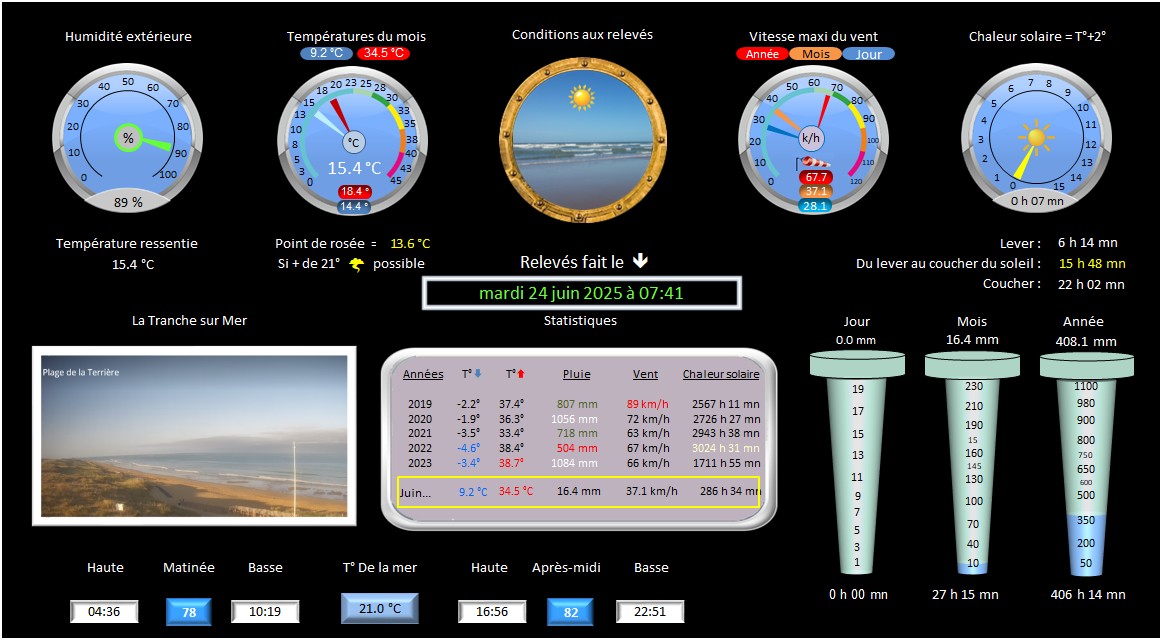 Humidité extérieure
Températures du mois
9.2 °C 34.5 °C
Conditions aux relevés
Vitesse maxi du vent
Année Mois Jour
Chaleur solaire = T°+2°
0 10 20 30 40 50 60 70 80 90 100
%
89 %
0 3 5 8 10 13 15 18 20 23 25 28 30 33 35 38 40 43 45
°C
15.4 °C
18.4 °
14.4 °
0 10 20 30 40 50 60 70 80 90 100 110 120
k/h
67.7
37.1
28.1
0 1 2 3 4 5 6 7 8 9 10 11 12 13 14 15
0 h 07 mn
Température ressentie
15.4 °C
Point de rosée = 13.6 °C
Si + de 21° possible
Relevés fait le
mardi 24 juin 2025 à 07:41
Lever : 6 h 14 mn
Du lever au coucher du soleil : 15 h 48 mn
Coucher : 22 h 02 mn
La Tranche sur Mer
Plage de la Terrière
Statistiques
Années T° T° Pluie Vent Chaleur solaire
2019 -2.2° 37.4° 807 mm 89 km/h 2567 h 11 mn
2020 -1.9° 36.3° 1056 mm 72 km/h 2726 h 27 mn
2021 -3.5° 33.4° 718 mm 63 km/h 2943 h 38 mn
2022 -4.6° 38.4° 504 mm 67 km/h 3024 h 31 mn
2023 -3.4° 38.7° 1084 mm 66 km/h 1711 h 55 mn
Juin... 9.2 °C 34.5 °C 16.4 mm 37.1 km/h 286 h 34 mn
Jour
0.0 mm
19
17
15
13
11
9
7
5
3
1
0 h 00 mn
Mois
16.4 mm
230
210
190
15
160
145
130
100
70
40
10
27 h 15 mn
Année
408.1 mm
1100
980
900
800
750
650
600
500
350
200
50
406 h 14 mn
Haute Matinée Basse
04:36 78 10:19
T° De la mer
21.0 °C
Haute Après-midi Basse
16:56 82 22:51